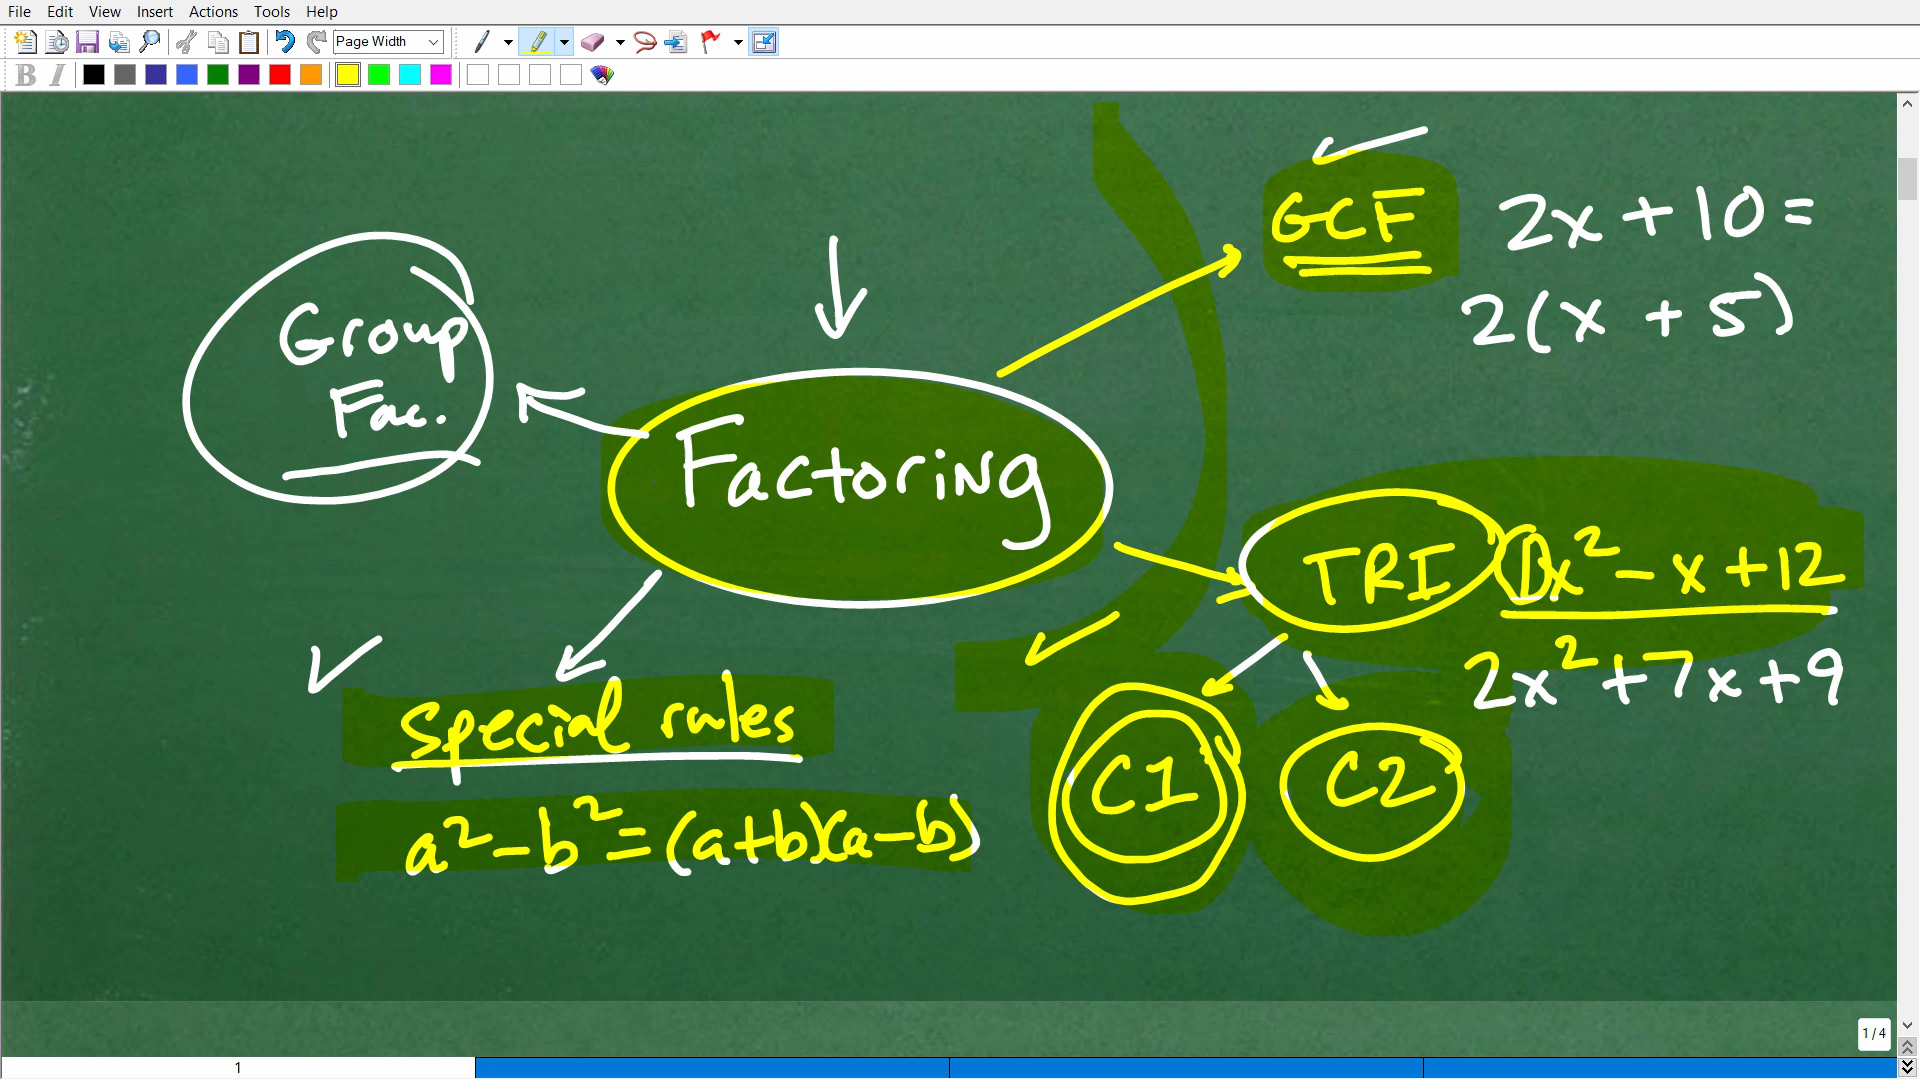 File Edit View Insert Actions Tools Help
Page Width
B I
GCF 2x + 10 =
2(x + 5)
Group
Fac.
Factoring
TRI 1x² - x + 12
2x² + 7x + 9
special rules
C1 C2
a² - b² = (a+b)(a-b)
1 / 4
1